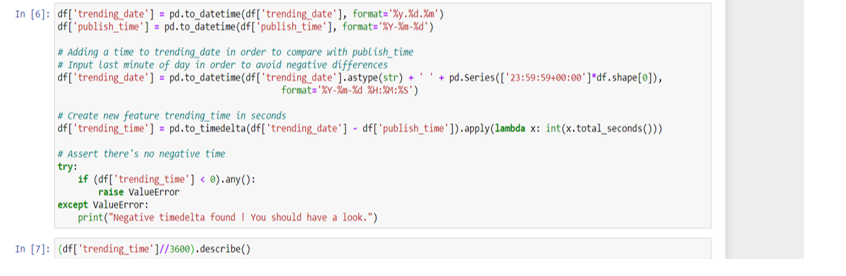 In [6]: df['trending_date'] = pd.to_datetime(df['trending_date'], format='%y.%d.%m')
df['publish_time'] = pd.to_datetime(df['publish_time'], format='%Y-%m-%d')
# Adding a time to trending_date in order to compare with publish_time
# Input last minute of day in order to avoid negative differences
df['trending_date'] = pd.to_datetime(df['trending_date'].astype(str) + ' ' + pd.Series(['23:59:59+00:00']*df.shape[0]),
format='%Y-%m-%d %H:%M:%S')
# Create new feature trending_time in seconds
df['trending_time'] = pd.to_timedelta(df['trending_date'] - df['publish_time']).apply(lambda x: int(x.total_seconds()))
# Assert there's no negative time
try:
if (df['trending_time'] < 0).any():
raise ValueError
except ValueError:
print("Negative timedelta found ! You should have a look.")
In [7]: (df['trending_time']//3600).describe()